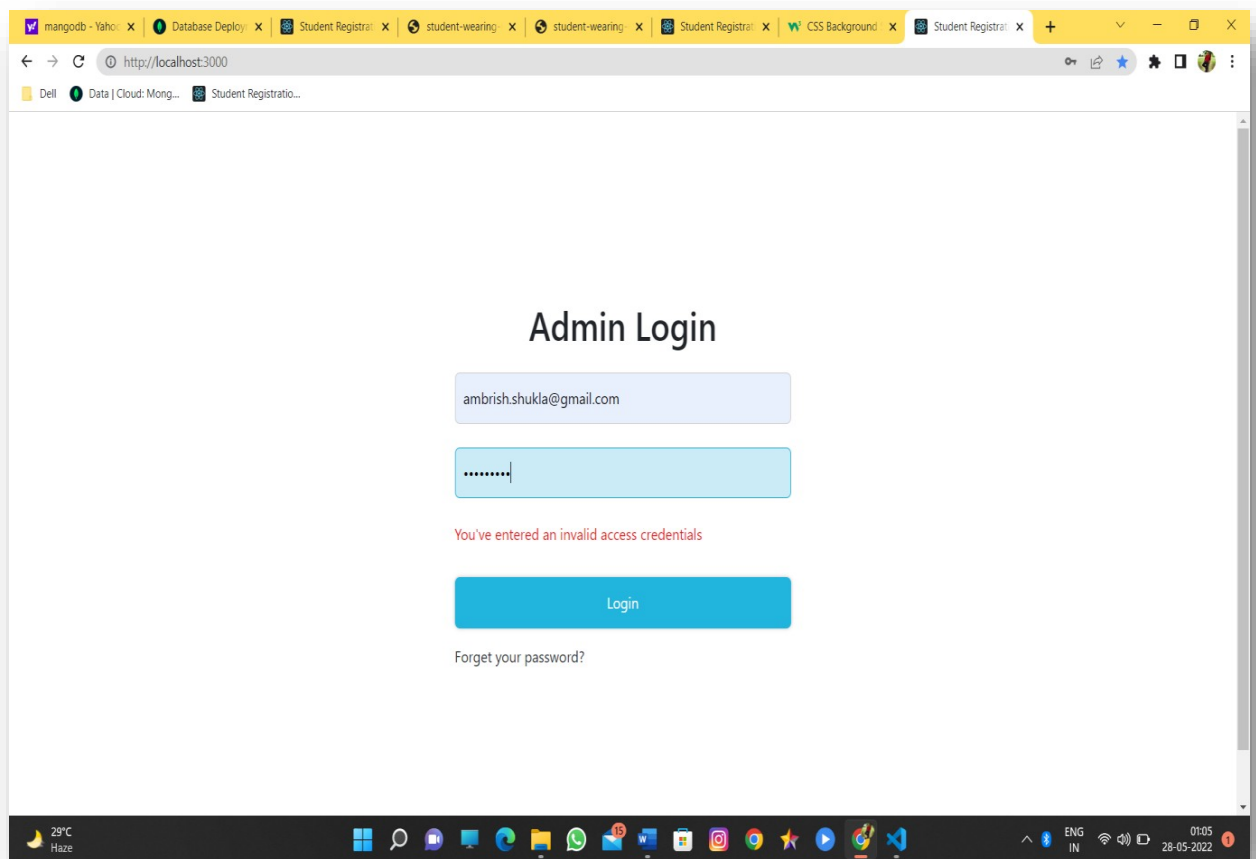 mangodb - Yahoo
Database Deploy
Student Registrat
student-wearing-
student-wearing-
Student Registrat
CSS Background
Student Registrat
http://localhost:3000
Dell
Data | Cloud: Mong...
Student Registratio...
Admin Login
ambrish.shukla@gmail.com
You've entered an invalid access credentials
Login
Forget your password?
29°C
Haze
15
ENG
IN
01:05
28-05-2022
1